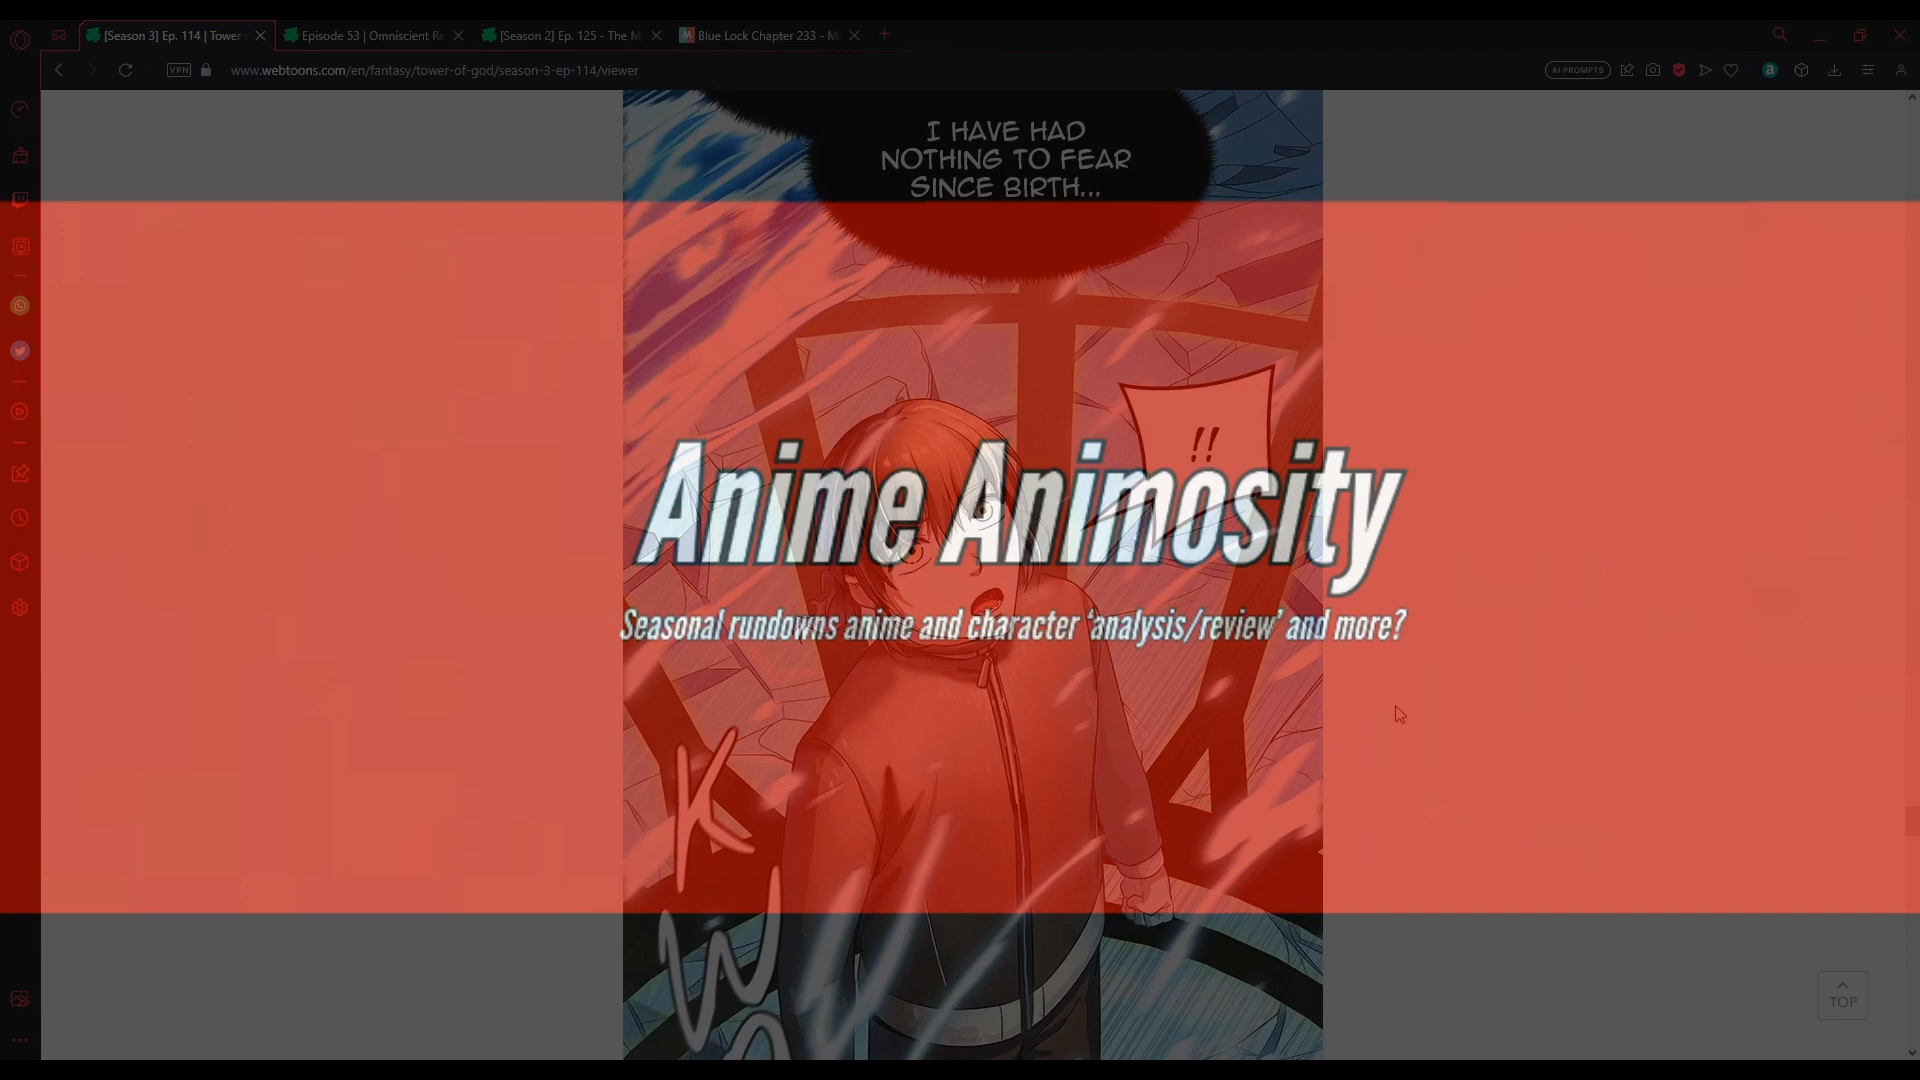 [Season 3] Ep. 114 | Tower
Episode 53 | Omniscient Re
[Season 2] Ep. 125 - The M
Blue Lock Chapter 233 - M
VPN
www.webtoons.com/en/fantasy/tower-of-god/season-3-ep-114/viewer
AI PROMPTS
I HAVE HAD
NOTHING TO FEAR
SINCE BIRTH...
!!
Anime Animosity
Seasonal rundowns anime and character 'analysis/review' and more?
K
W
TOP